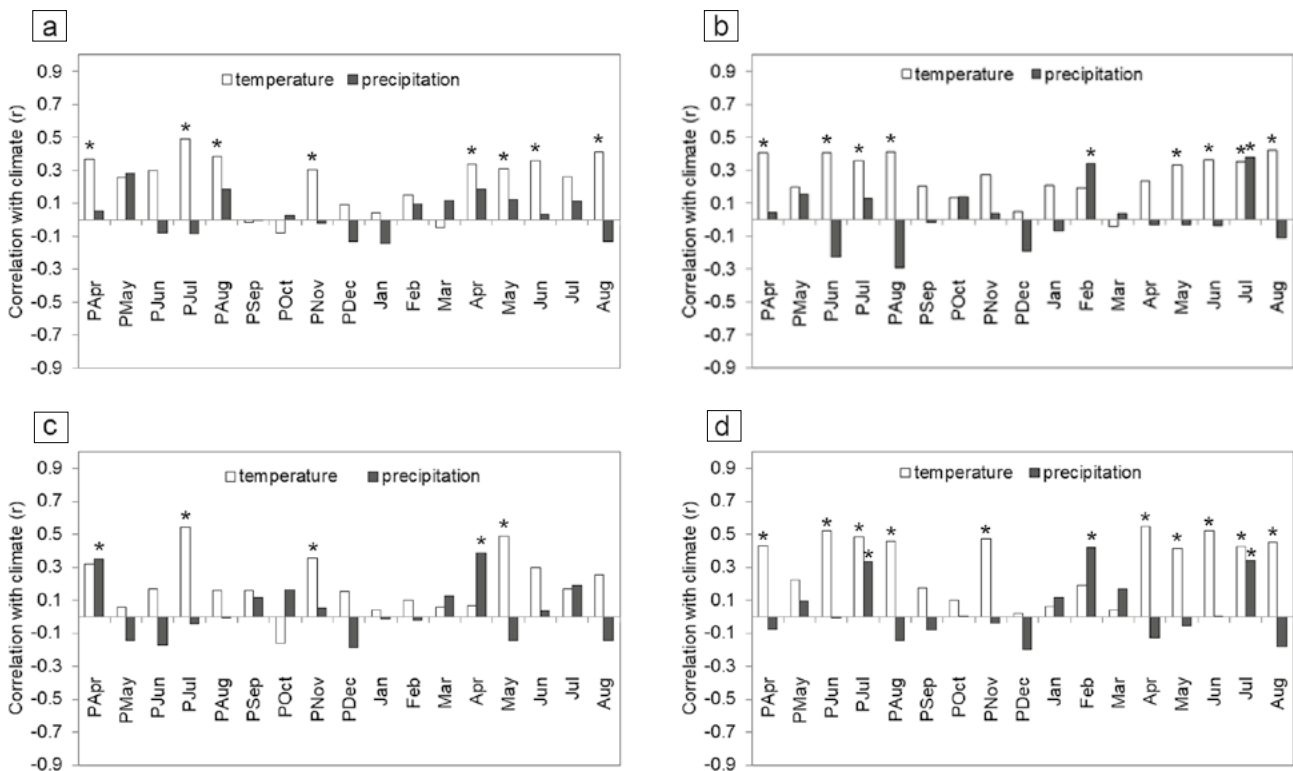 a
Correlation with climate (r)
0.9
0.7
0.5
0.3
0.1
-0.1
-0.3
-0.5
-0.7
-0.9
temperature precipitation
* * * * * * * *
PApr PMay PJun PJul PAug PSep POct PNov PDec Jan Feb Mar Apr May Jun Jul Aug
b
Correlation with climate (r)
0.9
0.7
0.5
0.3
0.1
-0.1
-0.3
-0.5
-0.7
-0.9
temperature precipitation
* * * * * * * * * *
PApr PMay PJun PJul PAug PSep POct PNov PDec Jan Feb Mar Apr May Jun Jul Aug
c
Correlation with climate (r)
0.9
0.7
0.5
0.3
0.1
-0.1
-0.3
-0.5
-0.7
-0.9
temperature precipitation
* * * * *
PApr PMay PJun PJul PAug PSep POct PNov PDec Jan Feb Mar Apr May Jun Jul Aug
d
Correlation with climate (r)
0.9
0.7
0.5
0.3
0.1
-0.1
-0.3
-0.5
-0.7
-0.9
temperature precipitation
* * * * * * * * * * * * *
PApr PMay PJun PJul PAug PSep POct PNov PDec Jan Feb Mar Apr May Jun Jul Aug